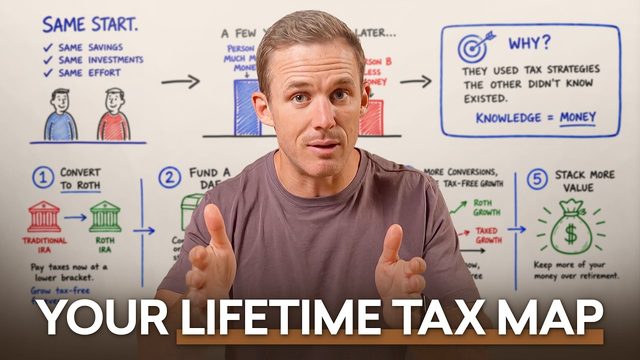 SAME START.
✓ SAME SAVINGS
✓ SAME INVESTMENTS
✓ SAME EFFORT
A FEW LATER...
PERSON
MUCH M
MONEY
SON B
LESS
MONEY
WHY?
THEY USED TAX STRATEGIES
THE OTHER DIDN'T KNOW
EXISTED.
KNOWLEDGE = MONEY
1 CONVERT
TO ROTH
TRADITIONAL
IRA
ROTH
IRA
Pay taxes now at a
lower bracket.
Grow tax-free
2 FUND A
DAF
MORE CONVERSIONS,
TAX-FREE GROWTH
ROTH
GROWTH
TAXED
GROWTH
5 STACK MORE
VALUE
$
Keep more of your
money over retirement.
YOUR LIFETIME TAX MAP